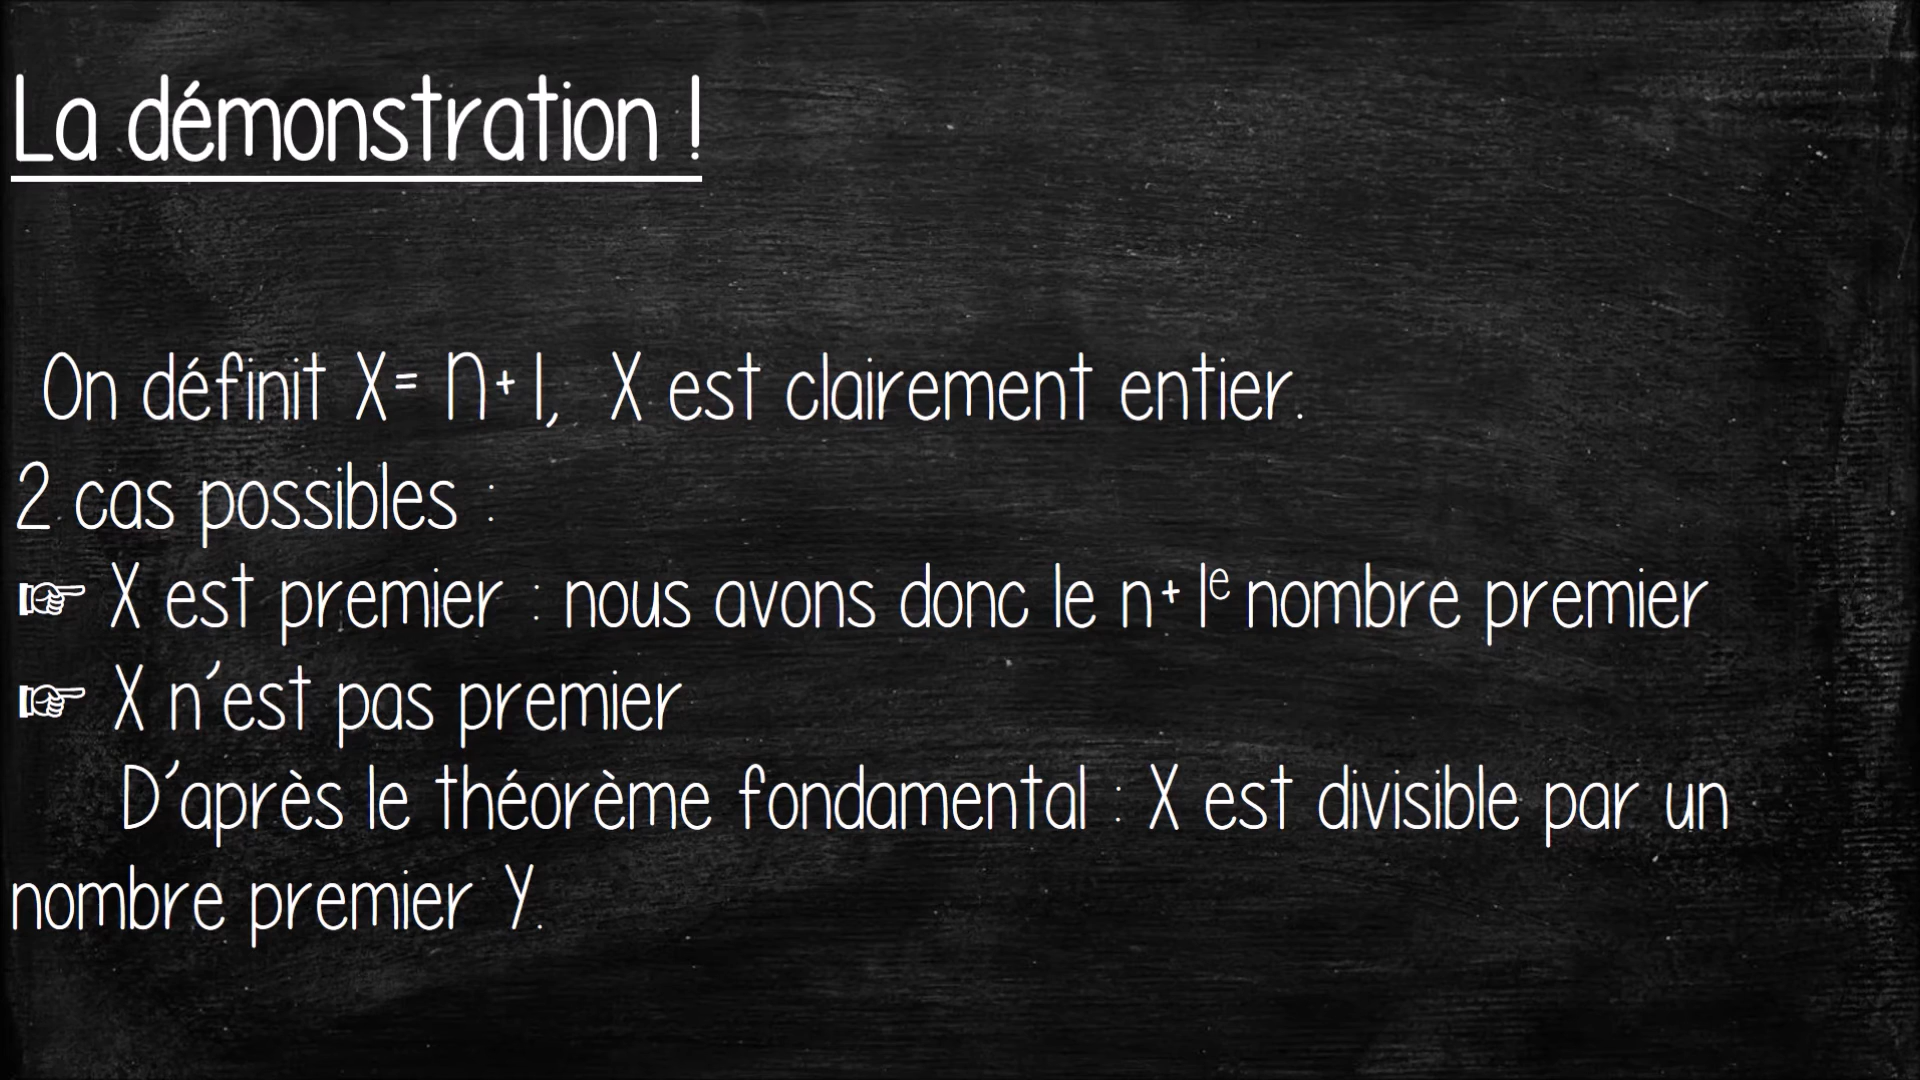 La démonstration !
On définit X= N+1, X est clairement entier.
2 cas possibles :
☞ X est premier : nous avons donc le n+1e nombre premier
☞ X n'est pas premier
D'après le théorème fondamental : X est divisible par un
nombre premier Y.